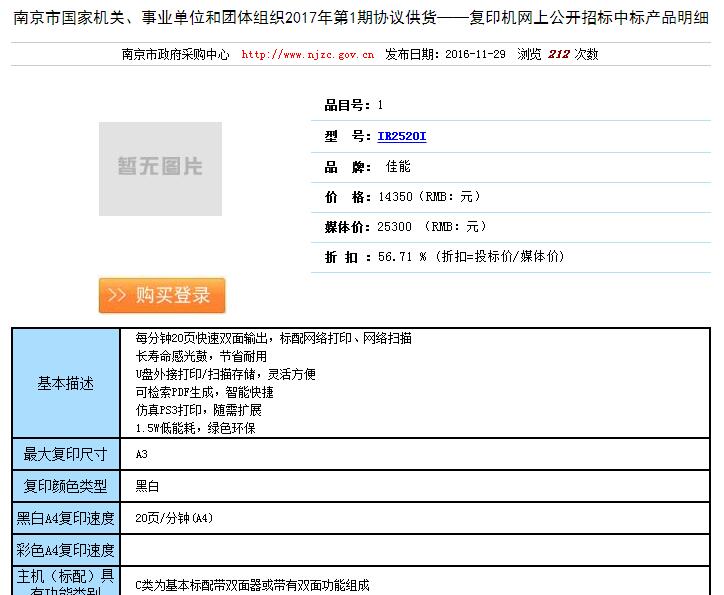 南京市国家机关、事业单位和团体组织2017年第1期协议供货——复印机网上公开招标中标产品明细
南京市政府采购中心 http://www.njzc.gov.cn 发布日期：2016-11-29 浏览 212 次数
暂无图片
品目号：1
型 号：IR2520I
品 牌： 佳能
价 格：14350（RMB：元）
媒体价：25300 （RMB：元）
折 扣 ：56.71 % (折扣=投标价/媒体价)
>> 购买登录
基本描述
每分钟20页快速双面输出，标配网络打印、网络扫描
长寿命感光鼓，节省耐用
U盘外接打印/扫描存储，灵活方便
可检索PDF生成，智能快捷
仿真PS3打印，随需扩展
1.5W低能耗，绿色环保
最大复印尺寸 A3
复印颜色类型 黑白
黑白A4复印速度 20页/分钟(A4)
彩色A4复印速度
主机（标配）具
有功能类别
C类为基本标配带双面器或带有双面功能组成